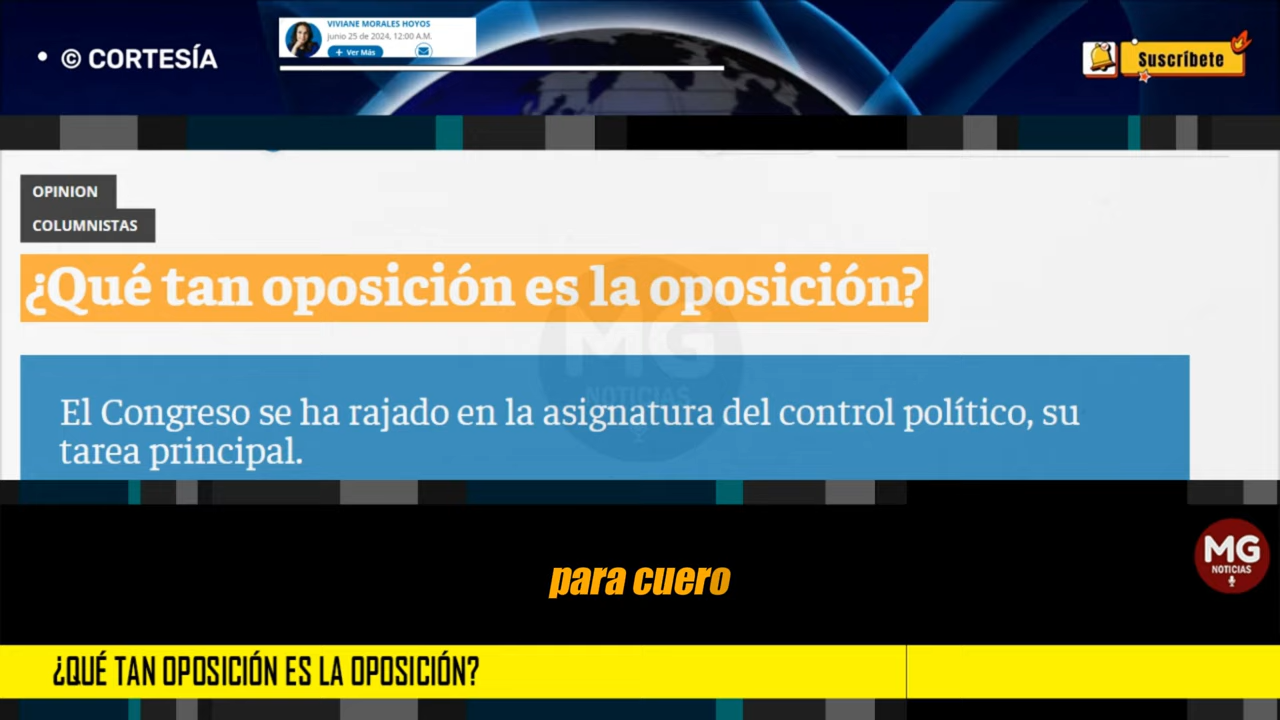 • © CORTESÍA
VIVIANE MORALES HOYOS
junio 25 de 2024, 12:00 A.M.
+ Ver Más
Suscríbete
OPINION
COLUMNISTAS
¿Qué tan oposición es la oposición?
El Congreso se ha rajado en la asignatura del control político, su
tarea principal.
MG
NOTICIAS
para cuero
MG
NOTICIAS
¿QUÉ TAN OPOSICIÓN ES LA OPOSICIÓN?